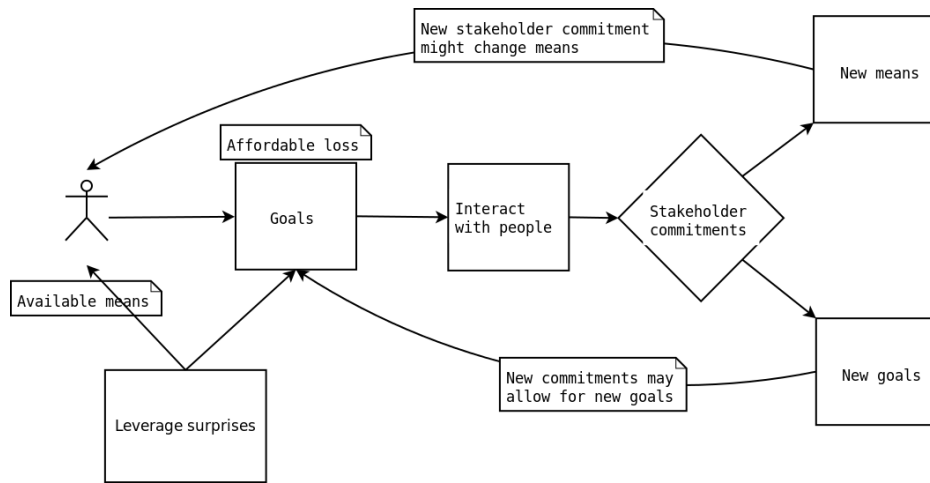 New stakeholder commitment
might change means
New means
Affordable loss
Goals
Interact
with people
Stakeholder
commitments
Available means
New commitments may
allow for new goals
New goals
Leverage surprises